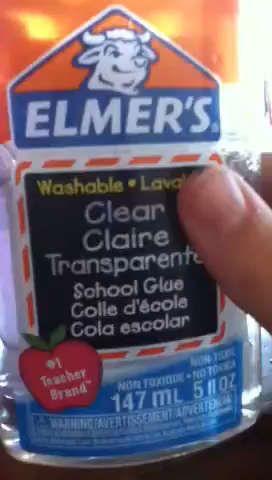 ELMER'S
Washable • Lava
Clear
Claire
Transparente
School Glue
Colle d'école
Cola escolar
#1
Teacher
Brand™
NON-TOXIC
NON TOXIQUE • NO TÓXICA
147 mL 5 fl OZ
WARNING/AVERTISSEMENT/ADVERTENCIA